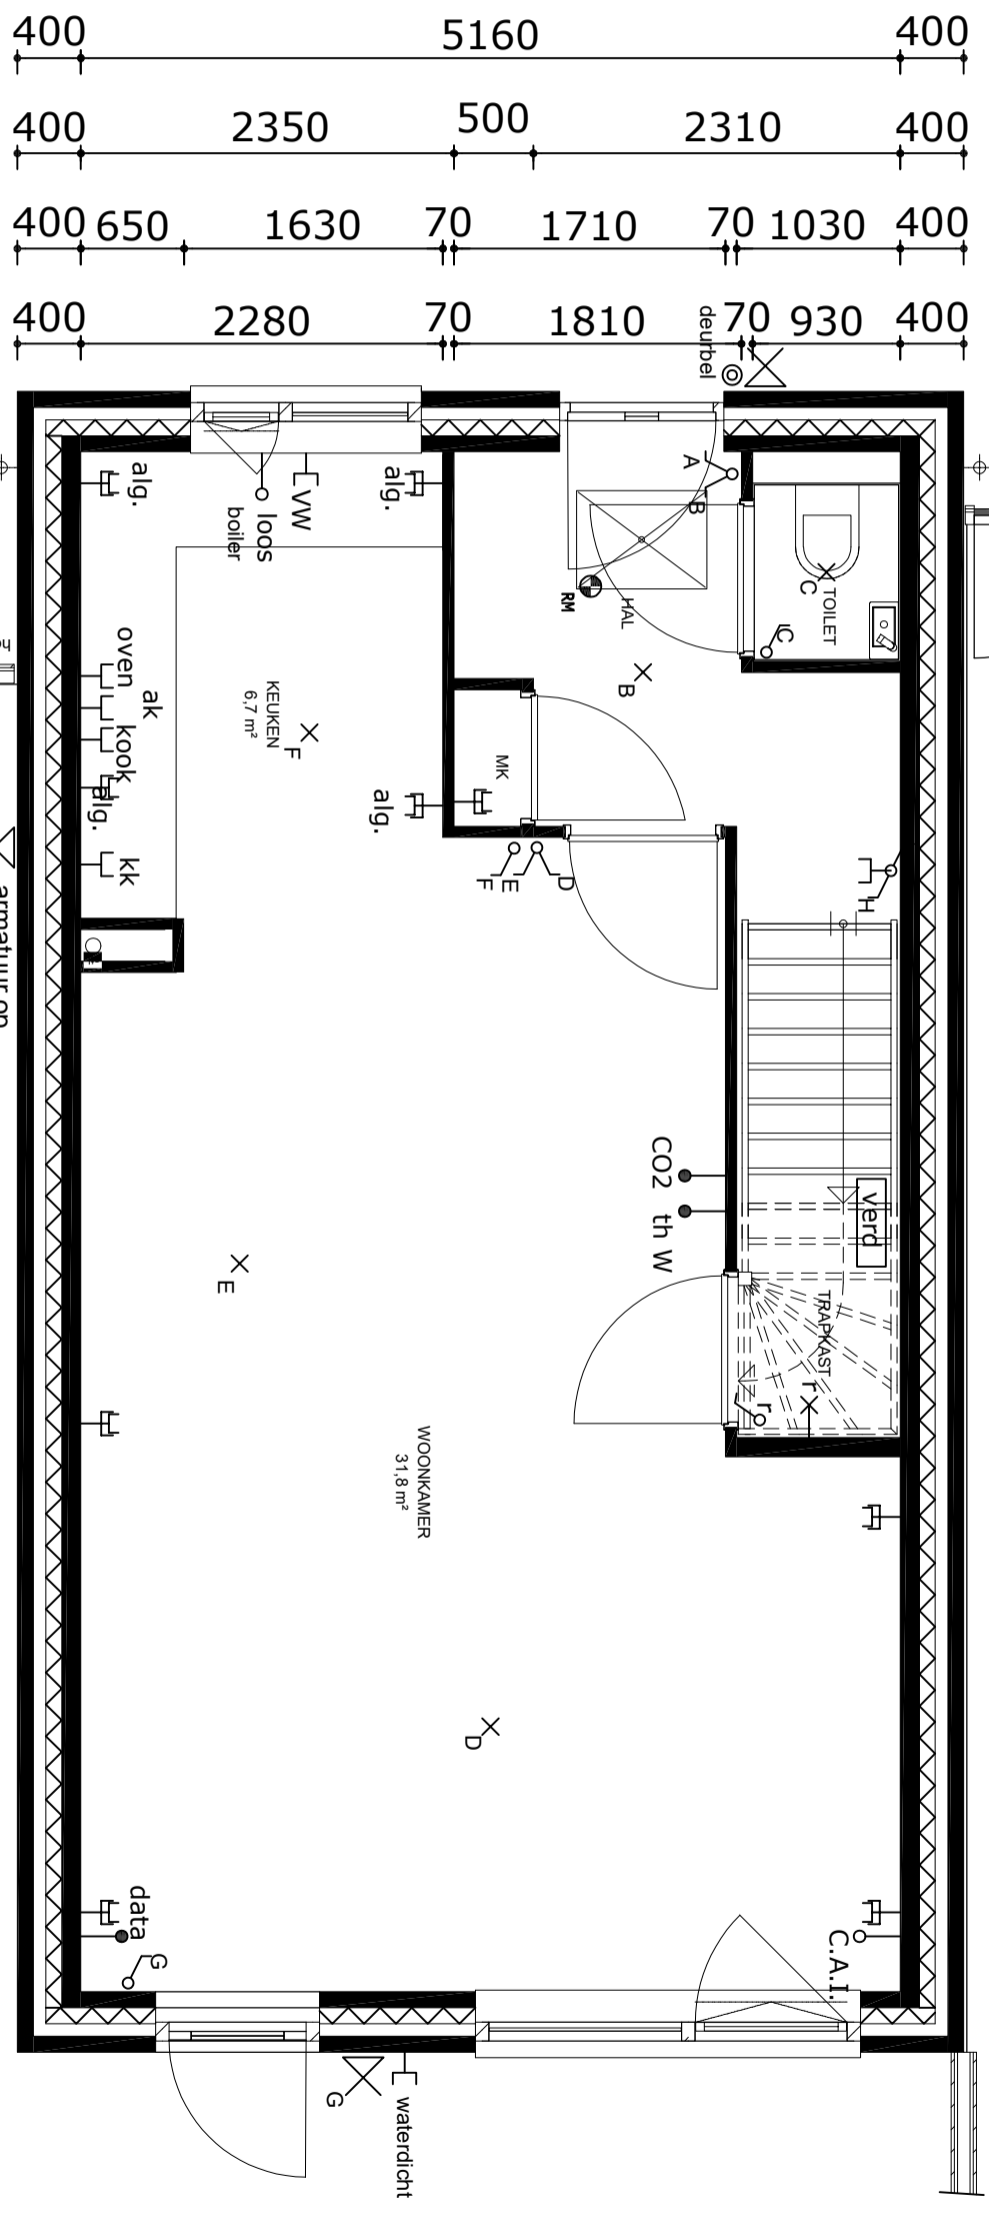 400 5160 400
400 2350 500 2310 400
400 650 1630 70 1710 70 1030 400
400 2280 70 1810 70 930 400
deurbel
alg.
loos
boiler
VW
alg.
A
B
C
TOILET
C
RM
HAL
B
oven
ak
kook
alg.
kk
KEUKEN
6,7 m²
F
MK
alg.
F
E
D
H
armatuur op
CO2
th W
verd
TRAPKAST
r
r
E
WOONKAMER
31,8 m²
D
data
G
C.A.I.
G
waterdicht